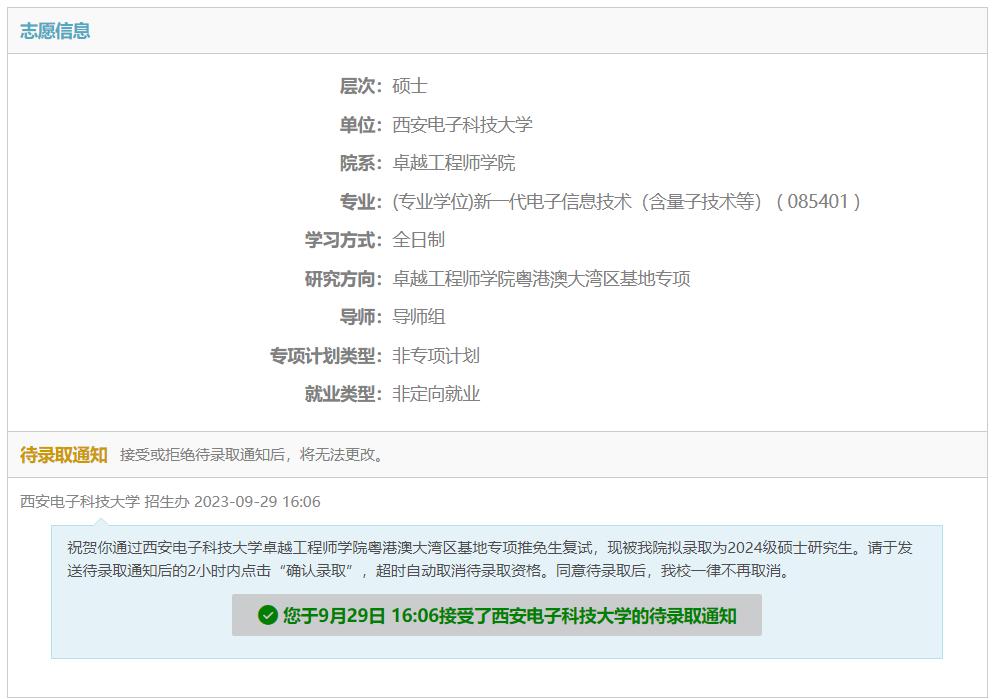 志愿信息
层次： 硕士
单位： 西安电子科技大学
院系： 卓越工程师学院
专业： (专业学位)新一代电子信息技术（含量子技术等）（ 085401 ）
学习方式： 全日制
研究方向： 卓越工程师学院粤港澳大湾区基地专项
导师： 导师组
专项计划类型： 非专项计划
就业类型： 非定向就业
待录取通知 接受或拒绝待录取通知后，将无法更改。
西安电子科技大学 招生办 2023-09-29 16:06
祝贺你通过西安电子科技大学卓越工程师学院粤港澳大湾区基地专项推免生复试，现被我院拟录取为2024级硕士研究生。请于发
送待录取通知后的2小时内点击“确认录取”，超时自动取消待录取资格。同意待录取后，我校一律不再取消。
您于9月29日 16:06接受了西安电子科技大学的待录取通知